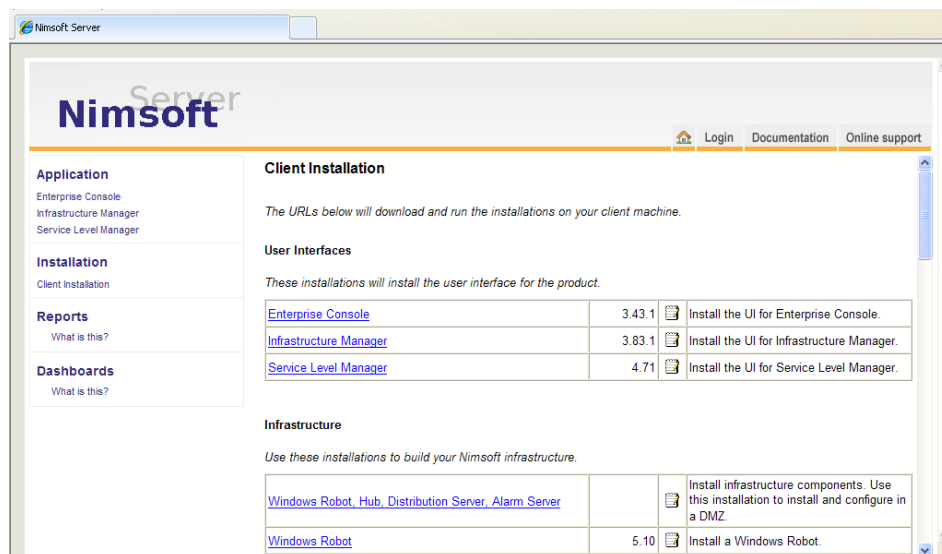 Nimsoft Server
Server
Nimsoft
Login Documentation Online support
Application
Enterprise Console
Infrastructure Manager
Service Level Manager
Installation
Client Installation
Reports
What is this?
Dashboards
What is this?
Client Installation
The URLs below will download and run the installations on your client machine.
User Interfaces
These installations will install the user interface for the product.
Enterprise Console 3.43.1 Install the UI for Enterprise Console.
Infrastructure Manager 3.83.1 Install the UI for Infrastructure Manager.
Service Level Manager 4.71 Install the UI for Service Level Manager.
Infrastructure
Use these installations to build your Nimsoft infrastructure.
Windows Robot, Hub, Distribution Server, Alarm Server Install infrastructure components. Use
this installation to install and configure in
a DMZ.
Windows Robot 5.10 Install a Windows Robot.